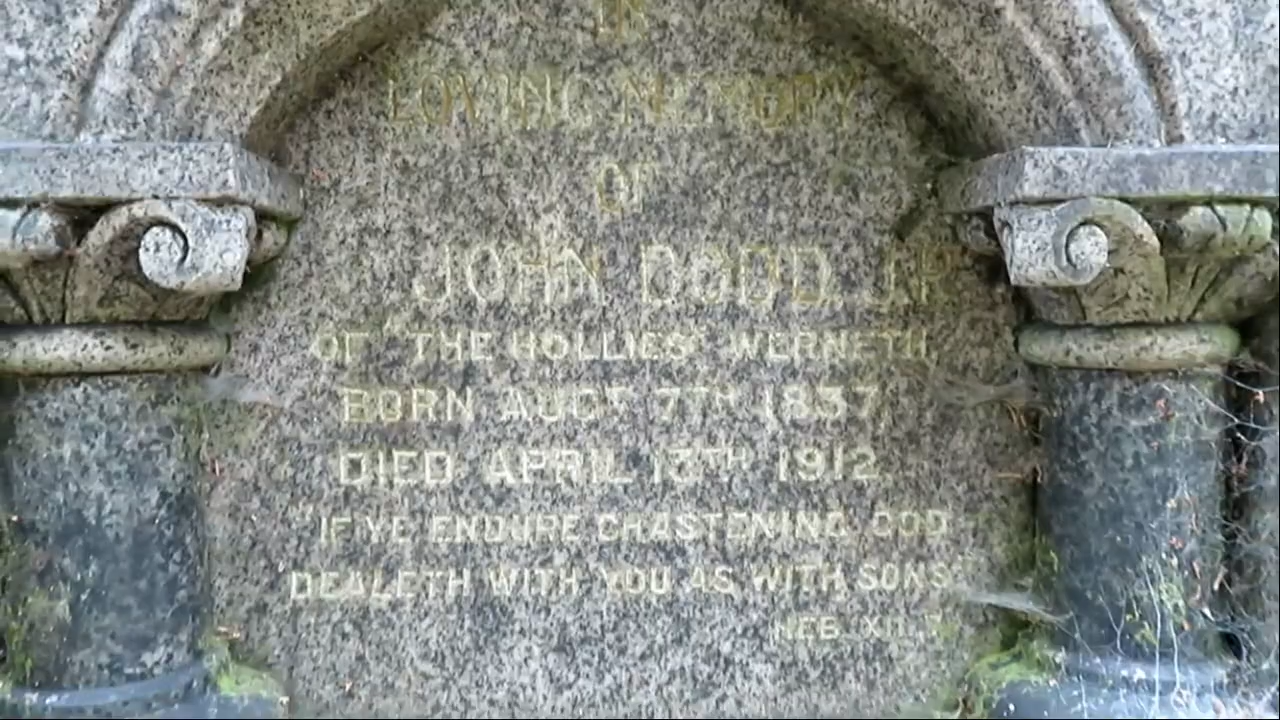 IN
LOVING MEMORY
OF
JOHN DODD. J.P.
OF "THE HOLLIES" WERNETH,
BORN AUGST 7TH 1837,
DIED APRIL 13TH 1912.
"IF YE ENDURE CHASTENING, GOD
DEALETH WITH YOU AS WITH SONS"
HEB. XII. 7.